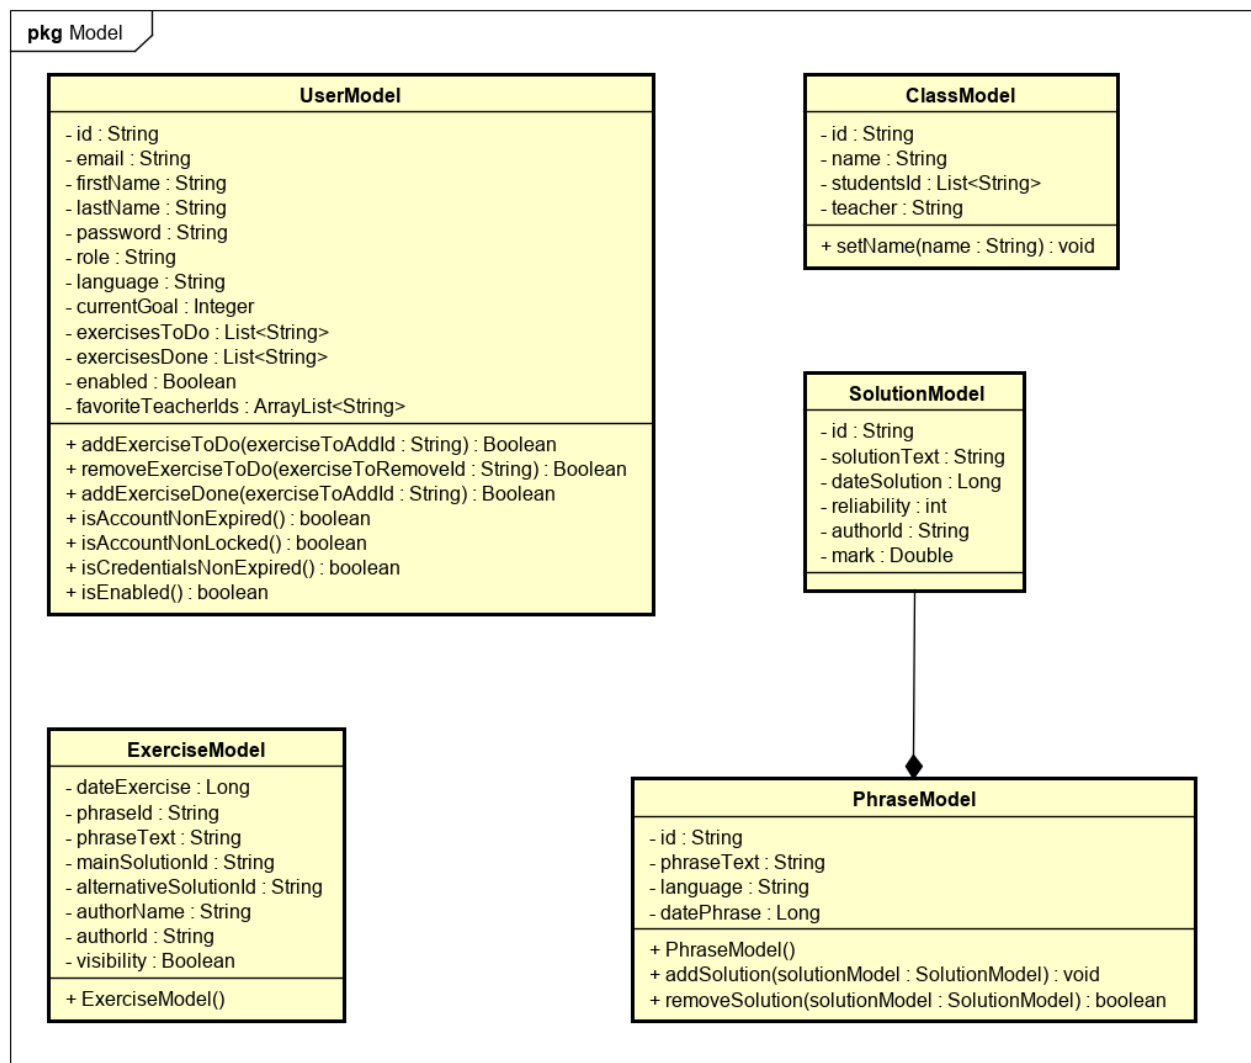 pkg Model
UserModel
- id : String
- email : String
- firstName : String
- lastName : String
- password : String
- role : String
- language : String
- currentGoal : Integer
- exercisesToDo : List<String>
- exercisesDone : List<String>
- enabled : Boolean
- favoriteTeacherIds : ArrayList<String>
+ addExerciseToDo(exerciseToAddId : String) : Boolean
+ removeExerciseToDo(exerciseToRemoveId : String) : Boolean
+ addExerciseDone(exerciseToAddId : String) : Boolean
+ isAccountNonExpired() : boolean
+ isAccountNonLocked() : boolean
+ isCredentialsNonExpired() : boolean
+ isEnabled() : boolean
ClassModel
- id : String
- name : String
- studentsId : List<String>
- teacher : String
+ setName(name : String) : void
SolutionModel
- id : String
- solutionText : String
- dateSolution : Long
- reliability : int
- authorId : String
- mark : Double
ExerciseModel
- dateExercise : Long
- phraseId : String
- phraseText : String
- mainSolutionId : String
- alternativeSolutionId : String
- authorName : String
- authorId : String
- visibility : Boolean
+ ExerciseModel()
PhraseModel
- id : String
- phraseText : String
- language : String
- datePhrase : Long
+ PhraseModel()
+ addSolution(solutionModel : SolutionModel) : void
+ removeSolution(solutionModel : SolutionModel) : boolean